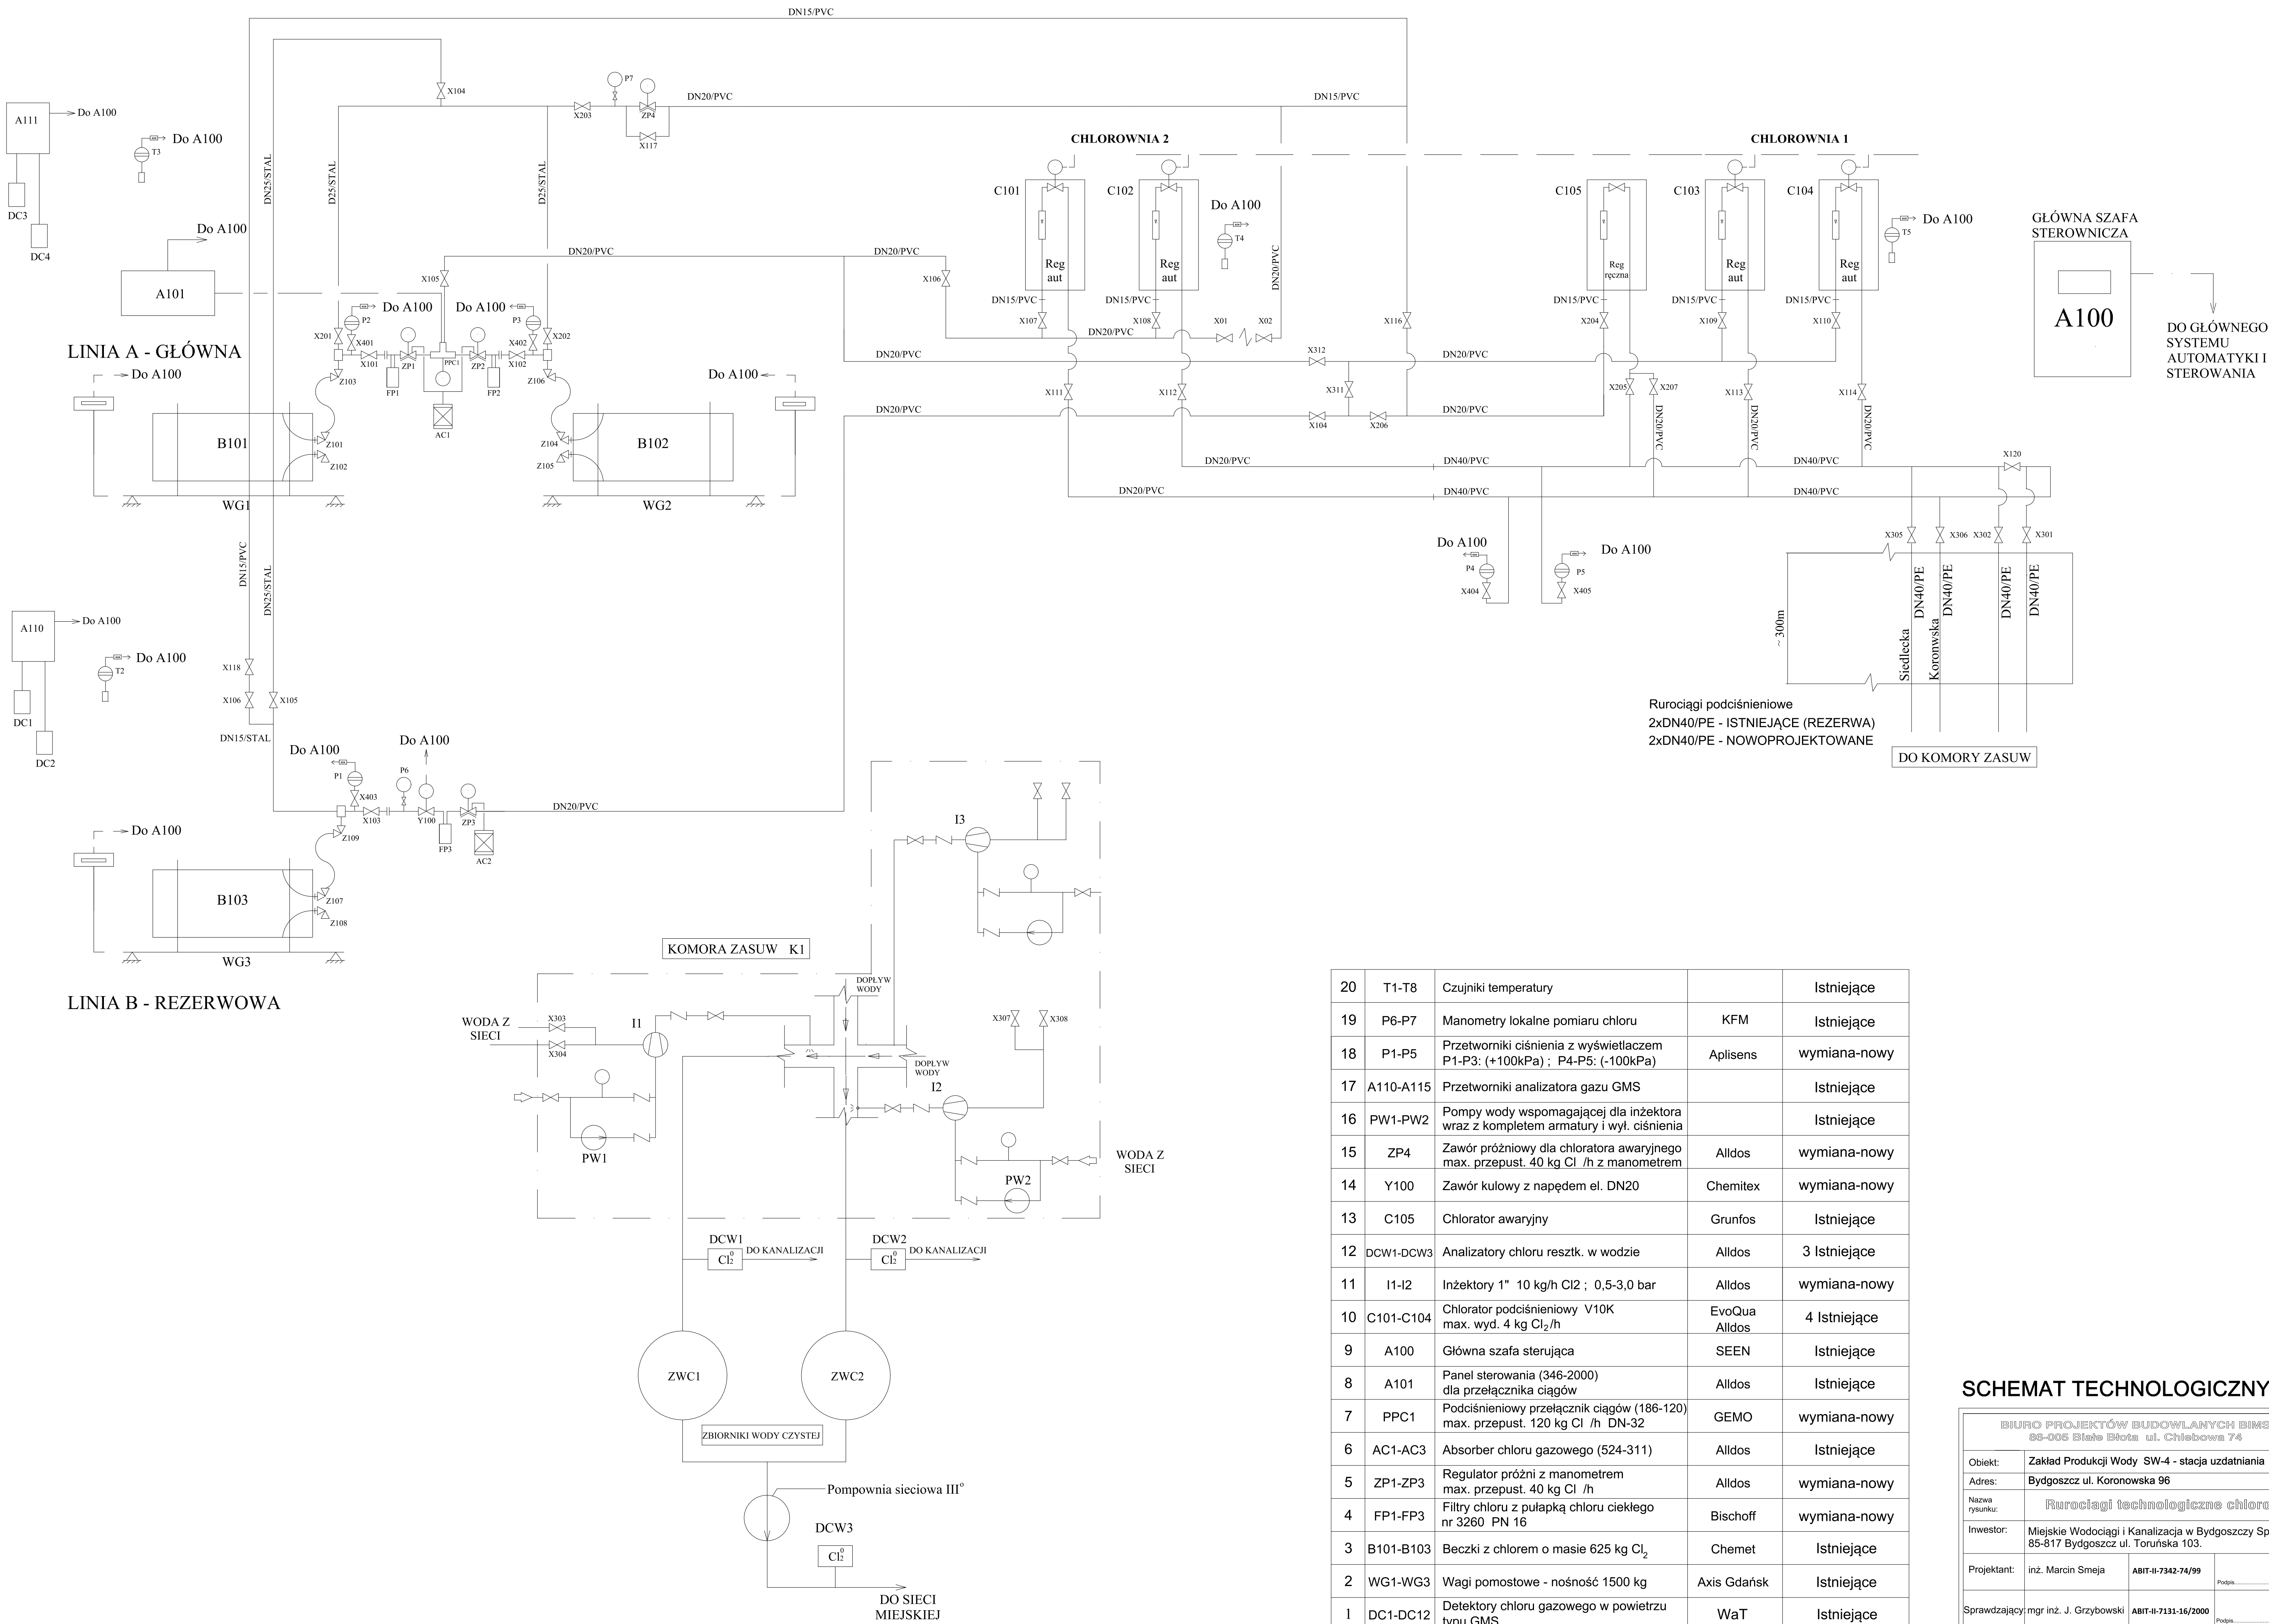 DN15/PVC
X104
P7
X203
ZP4
X117
DN20/PVC
DN15/PVC
A111
Do A100
T3
Do A100
DC3
DC4
DN25/STAL
D25/STAL
D25/STAL
CHLOROWNIA 2
CHLOROWNIA 1
C101
Reg
aut
C102
Reg
aut
Do A100
T4
DN20/PVC
C105
Reg
ręczna
C103
Reg
aut
C104
Reg
aut
Do A100
T5
GŁÓWNA SZAFA
STEROWNICZA
A100
DO GŁÓWNEGO
SYSTEMU
AUTOMATYKI I
STEROWANIA
Do A100
A101
X105
DN20/PVC
DN20/PVC
X106
DN15/PVC
X107
DN15/PVC
X108
DN20/PVC
X01
X02
X116
DN15/PVC
X204
DN15/PVC
X109
DN15/PVC
X110
P2
Do A100
Do A100
P3
X201
X401
X101
ZP1
PPC1
ZP2
X402
X102
X202
FP1
FP2
AC1
Z103
Z106
LINIA A - GŁÓWNA
Do A100
Do A100
B101
Z101
Z102
WG1
B102
Z104
Z105
WG2
DN20/PVC
X312
DN20/PVC
X311
X111
X112
X205
X207
X113
X114
DN20/PVC
X104
X206
DN20/PVC
DN20/PVC
DN20/PVC
DN20/PVC
DN20/PVC
DN40/PVC
DN40/PVC
X120
DN20/PVC
DN40/PVC
DN40/PVC
Do A100
P4
X404
Do A100
P5
X405
X305
X306
X302
X301
DN40/PE
DN40/PE
DN40/PE
DN40/PE
~ 300m
Siedlecka
Koronwska
Rurociągi podciśnieniowe
2xDN40/PE - ISTNIEJĄCE (REZERWA)
2xDN40/PE - NOWOPROJEKTOWANE
DO KOMORY ZASUW
DN15/PVC
DN25/STAL
A110
Do A100
T2
Do A100
DC1
DC2
X118
X106
X105
DN15/STAL
Do A100
P1
X403
X103
P6
Do A100
Y100
FP3
ZP3
AC2
DN20/PVC
Z109
Do A100
B103
Z107
Z108
WG3
LINIA B - REZERWOWA
KOMORA ZASUW K1
I3
DOPŁYW
WODY
WODA Z
SIECI
X303
X304
I1
DOPŁYW
WODY
X307
X308
I2
PW1
PW2
WODA Z
SIECI
DCW1
Cl₂⁰
DO KANALIZACJI
DCW2
Cl₂⁰
DO KANALIZACJI
ZWC1
ZWC2
ZBIORNIKI WODY CZYSTEJ
Pompownia sieciowa III°
DCW3
Cl₂⁰
DO SIECI
MIEJSKIEJ
20 T1-T8 Czujniki temperatury Istniejące
19 P6-P7 Manometry lokalne pomiaru chloru KFM Istniejące
18 P1-P5 Przetworniki ciśnienia z wyświetlaczem
P1-P3: (+100kPa) ; P4-P5: (-100kPa) Aplisens wymiana-nowy
17 A110-A115 Przetworniki analizatora gazu GMS Istniejące
16 PW1-PW2 Pompy wody wspomagającej dla inżektora
wraz z kompletem armatury i wył. ciśnienia Istniejące
15 ZP4 Zawór próżniowy dla chloratora awaryjnego
max. przepust. 40 kg Cl /h z manometrem Alldos wymiana-nowy
14 Y100 Zawór kulowy z napędem el. DN20 Chemitex wymiana-nowy
13 C105 Chlorator awaryjny Grunfos Istniejące
12 DCW1-DCW3 Analizatory chloru resztk. w wodzie Alldos 3 Istniejące
11 I1-I2 Inżektory 1" 10 kg/h Cl2 ; 0,5-3,0 bar Alldos wymiana-nowy
10 C101-C104 Chlorator podciśnieniowy V10K
max. wyd. 4 kg Cl₂/h EvoQua
Alldos 4 Istniejące
9 A100 Główna szafa sterująca SEEN Istniejące
8 A101 Panel sterowania (346-2000)
dla przełącznika ciągów Alldos Istniejące
7 PPC1 Podciśnieniowy przełącznik ciągów (186-120)
max. przepust. 120 kg Cl /h DN-32 GEMO wymiana-nowy
6 AC1-AC3 Absorber chloru gazowego (524-311) Alldos Istniejące
5 ZP1-ZP3 Regulator próżni z manometrem
max. przepust. 40 kg Cl /h Alldos wymiana-nowy
4 FP1-FP3 Filtry chloru z pułapką chloru ciekłego
nr 3260 PN 16 Bischoff wymiana-nowy
3 B101-B103 Beczki z chlorem o masie 625 kg Cl₂ Chemet Istniejące
2 WG1-WG3 Wagi pomostowe - nośność 1500 kg Axis Gdańsk Istniejące
1 DC1-DC12 Detektory chloru gazowego w powietrzu
typu GMS WaT Istniejące
SCHEMAT TECHNOLOGICZNY
BIURO PROJEKTÓW BUDOWLANYCH BIMS
86-005 Białe Błota ul. Chlebowa 74
Obiekt: Zakład Produkcji Wody SW-4 - stacja uzdatniania
Adres: Bydgoszcz ul. Koronowska 96
Nazwa
rysunku: Rurociagi technologiczne chloro
Inwestor: Miejskie Wodociągi i Kanalizacja w Bydgoszczy Sp
85-817 Bydgoszcz ul. Toruńska 103.
Projektant: inż. Marcin Smeja ABIT-II-7342-74/99 Podpis
Sprawdzający: mgr inż. J. Grzybowski ABIT-II-7131-16/2000 Podpis